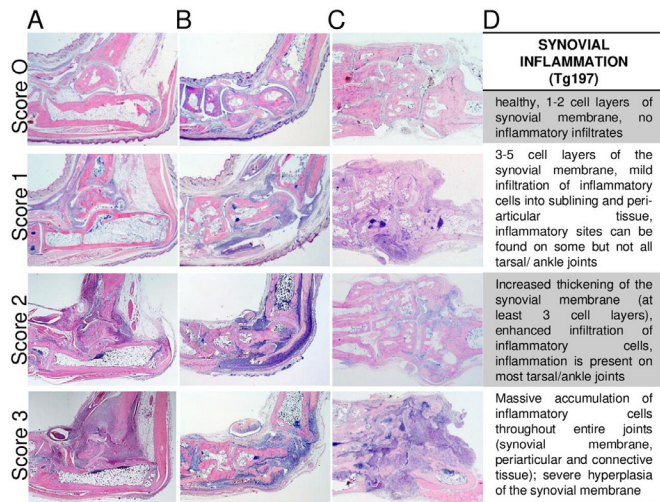 A
B
C
D
SYNOVIAL
INFLAMMATION
(Tg197)
Score O
healthy, 1-2 cell layers of
synovial membrane, no
inflammatory infiltrates
Score 1
3-5 cell layers of the
synovial membrane, mild
infiltration of inflammatory
cells into sublining and peri-
articular tissue,
inflammatory sites can be
found on some but not all
tarsal/ ankle joints
Score 2
Increased thickening of the
synovial membrane (at
least 3 cell layers),
enhanced infiltration of
inflammatory cells,
inflammation is present on
most tarsal/ankle joints
Score 3
Massive accumulation of
inflammatory cells
throughout entire joints
(synovial membrane,
periarticular and connective
tissue); severe hyperplasia
of the synovial membrane